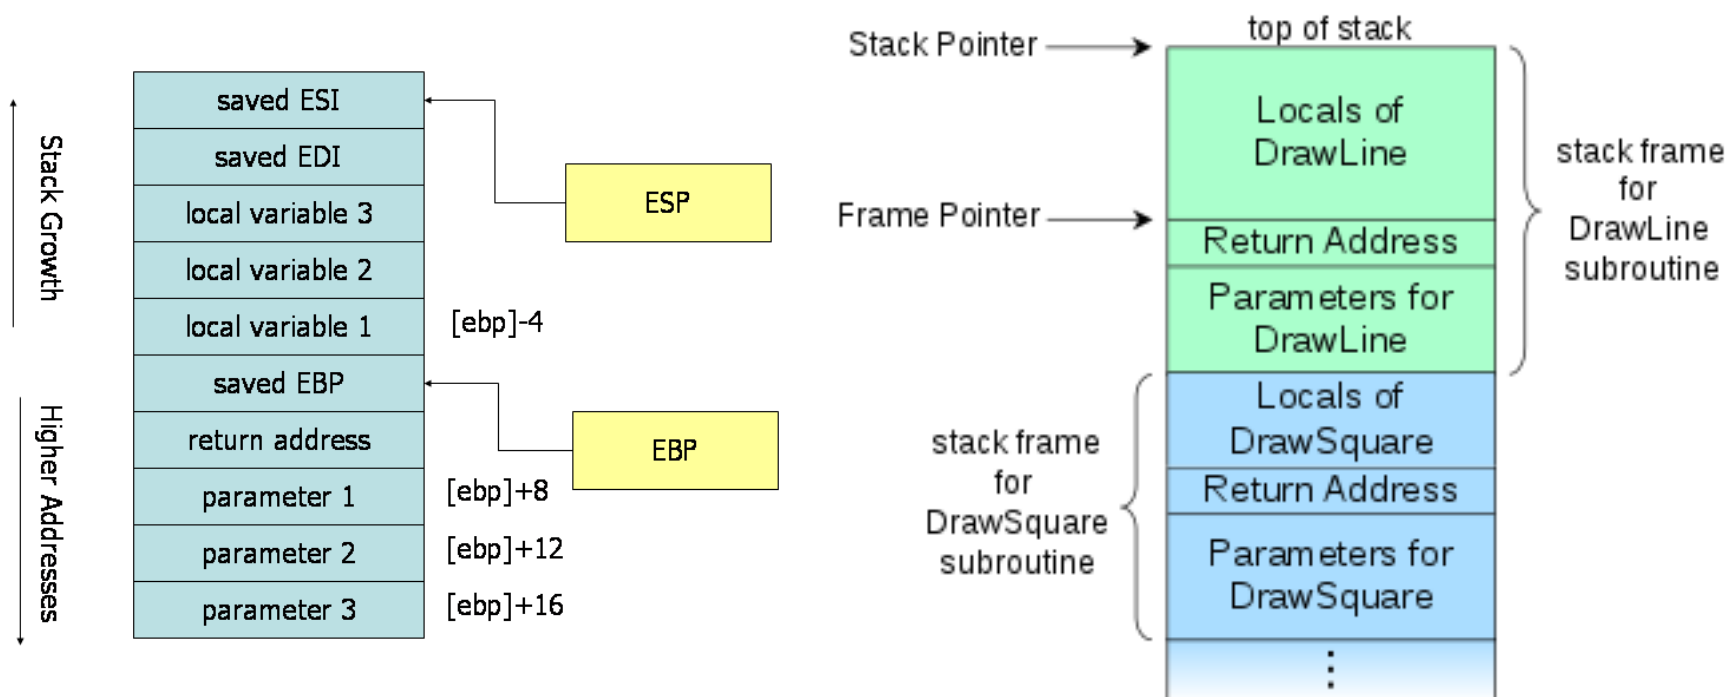 saved ESI
saved EDI
local variable 3
local variable 2
local variable 1
saved EBP
return address
parameter 1
parameter 2
parameter 3
Stack Growth
Higher Addresses
[ebp]-4
[ebp]+8
[ebp]+12
[ebp]+16
ESP
EBP
top of stack
Stack Pointer
Frame Pointer
Locals of
DrawLine
Return Address
Parameters for
DrawLine
Locals of
DrawSquare
Return Address
Parameters for
DrawSquare
stack frame
for
DrawLine
subroutine
stack frame
for
DrawSquare
subroutine